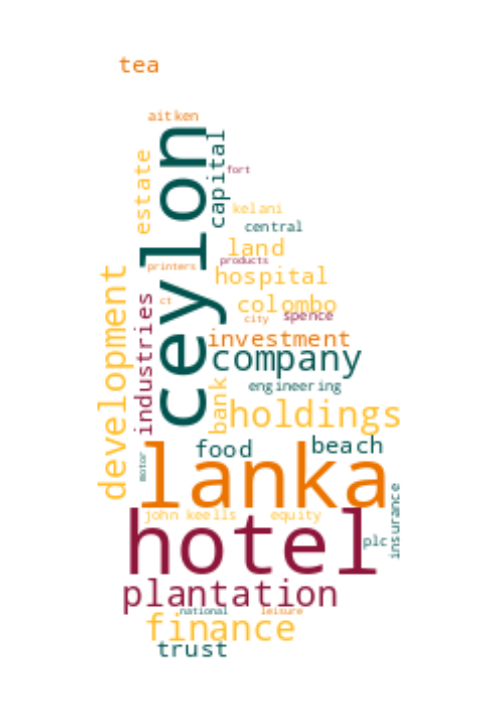 tea
aitken
ceylon
capital
estate
fort
kelani
central
land
products
printers
hospital
development
industries
ct
colombo
city
spence
investment
company
engineering
bank
holdings
food
beach
lanka
motor
insurance
john keells
equity
hotel
plc
plantation
national
leisure
finance
trust